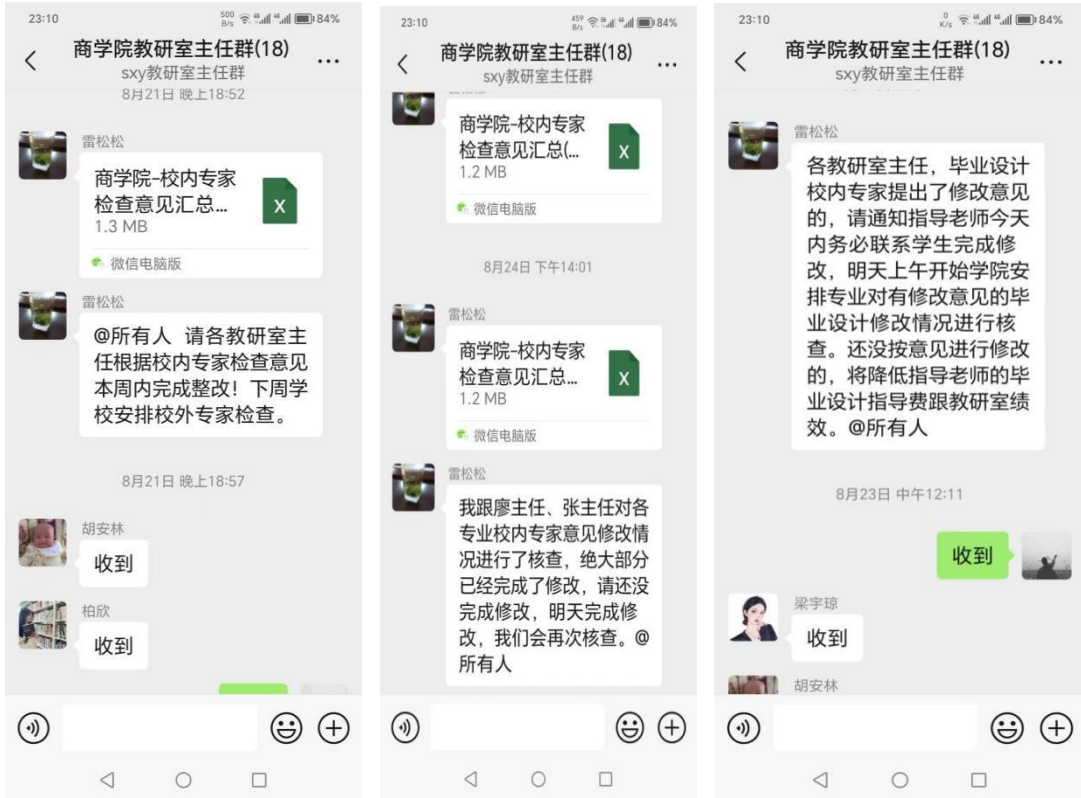 23:10
500 B/s
84%
商学院教研室主任群(18)
sxy教研室主任群
8月21日 晚上18:52
雷松松
商学院-校内专家
检查意见汇总...
1.3 MB
微信电脑版
雷松松
@所有人 请各教研室主
任根据校内专家检查意见
本周内完成整改！下周学
校安排校外专家检查。
8月21日 晚上18:57
胡安林
收到
柏欣
收到
23:10
459 B/s
84%
商学院教研室主任群(18)
sxy教研室主任群
商学院-校内专家
检查意见汇总(...
1.2 MB
微信电脑版
8月24日 下午14:01
雷松松
商学院-校内专家
检查意见汇总...
1.2 MB
微信电脑版
雷松松
我跟廖主任、张主任对各
专业校内专家意见修改情
况进行了核查，绝大部分
已经完成了修改，请还没
完成修改，明天完成修
改，我们会再次核查。@
所有人
23:10
0 K/s
84%
商学院教研室主任群(18)
sxy教研室主任群
雷松松
各教研室主任，毕业设计
校内专家提出了修改意见
的，请通知指导老师今天
内务必联系学生完成修
改，明天上午开始学院安
排专业对有修改意见的毕
业设计修改情况进行核
查。还没按意见进行修改
的，将降低指导老师的毕
业设计指导费跟教研室绩
效。@所有人
8月23日 中午12:11
收到
梁宇琼
收到
胡安林